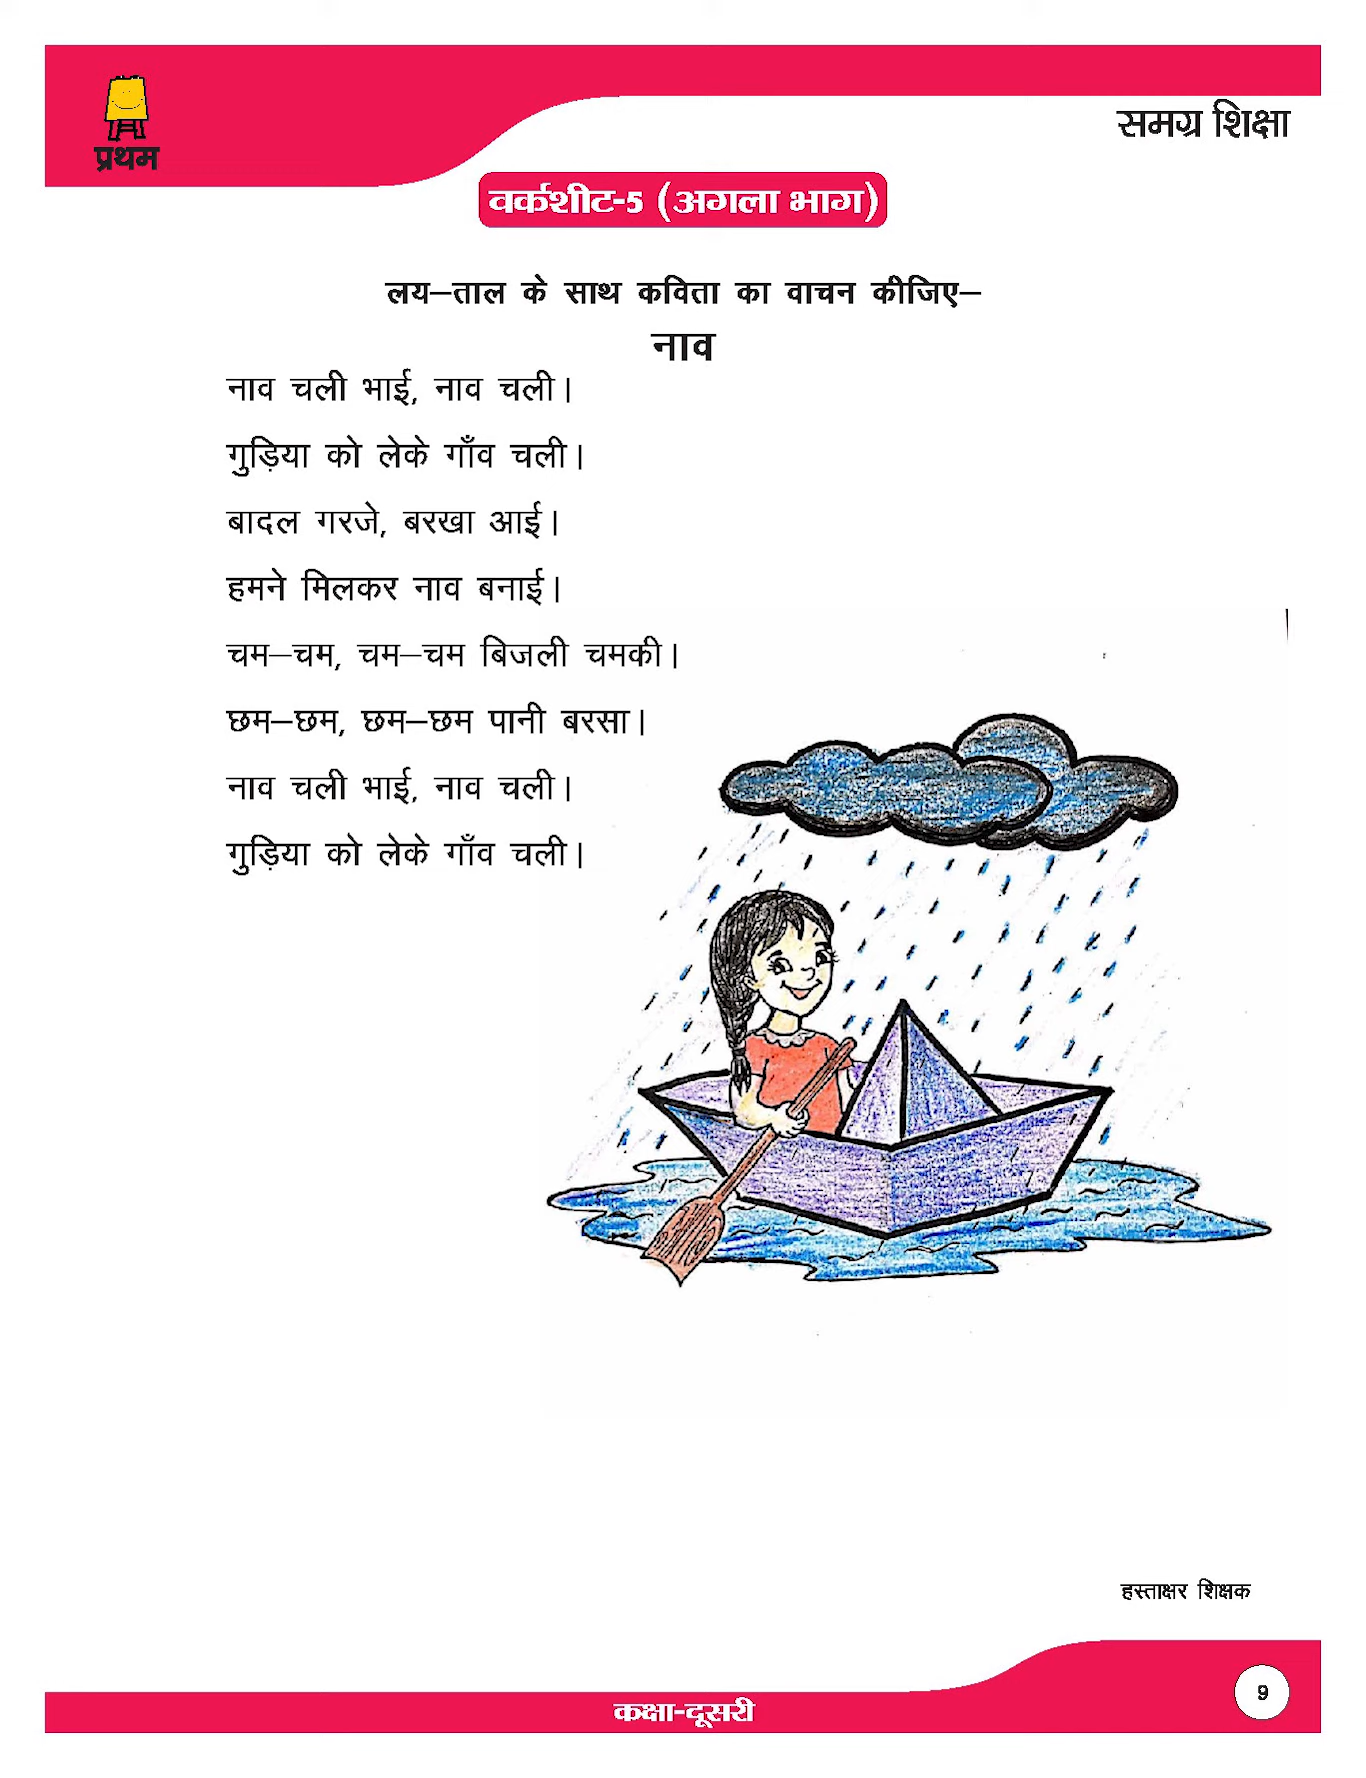 प्रथम
समग्र शिक्षा
वर्कशीट-5 (अगला भाग)
लय–ताल के साथ कविता का वाचन कीजिए–
नाव
नाव चली भाई, नाव चली।
गुड़िया को लेके गाँव चली।
बादल गरजे, बरखा आई।
हमने मिलकर नाव बनाई।
चम–चम, चम–चम बिजली चमकी।
छम–छम, छम–छम पानी बरसा।
नाव चली भाई, नाव चली।
गुड़िया को लेके गाँव चली।
हस्ताक्षर शिक्षक
कक्षा-दूसरी
9